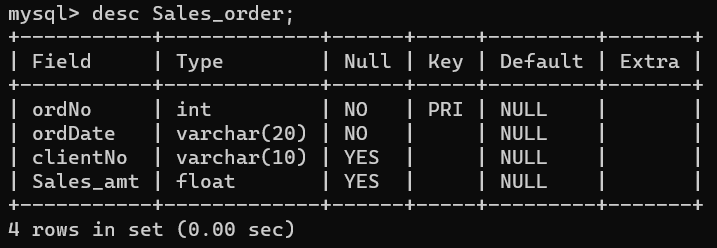 mysql> desc Sales_order;
+-----------+-------------+------+-----+---------+-------+
| Field     | Type        | Null | Key | Default | Extra |
+-----------+-------------+------+-----+---------+-------+
| ordNo     | int         | NO   | PRI | NULL    |       |
| ordDate   | varchar(20) | NO   |     | NULL    |       |
| clientNo  | varchar(10) | YES  |     | NULL    |       |
| Sales_amt | float       | YES  |     | NULL    |       |
+-----------+-------------+------+-----+---------+-------+
4 rows in set (0.00 sec)